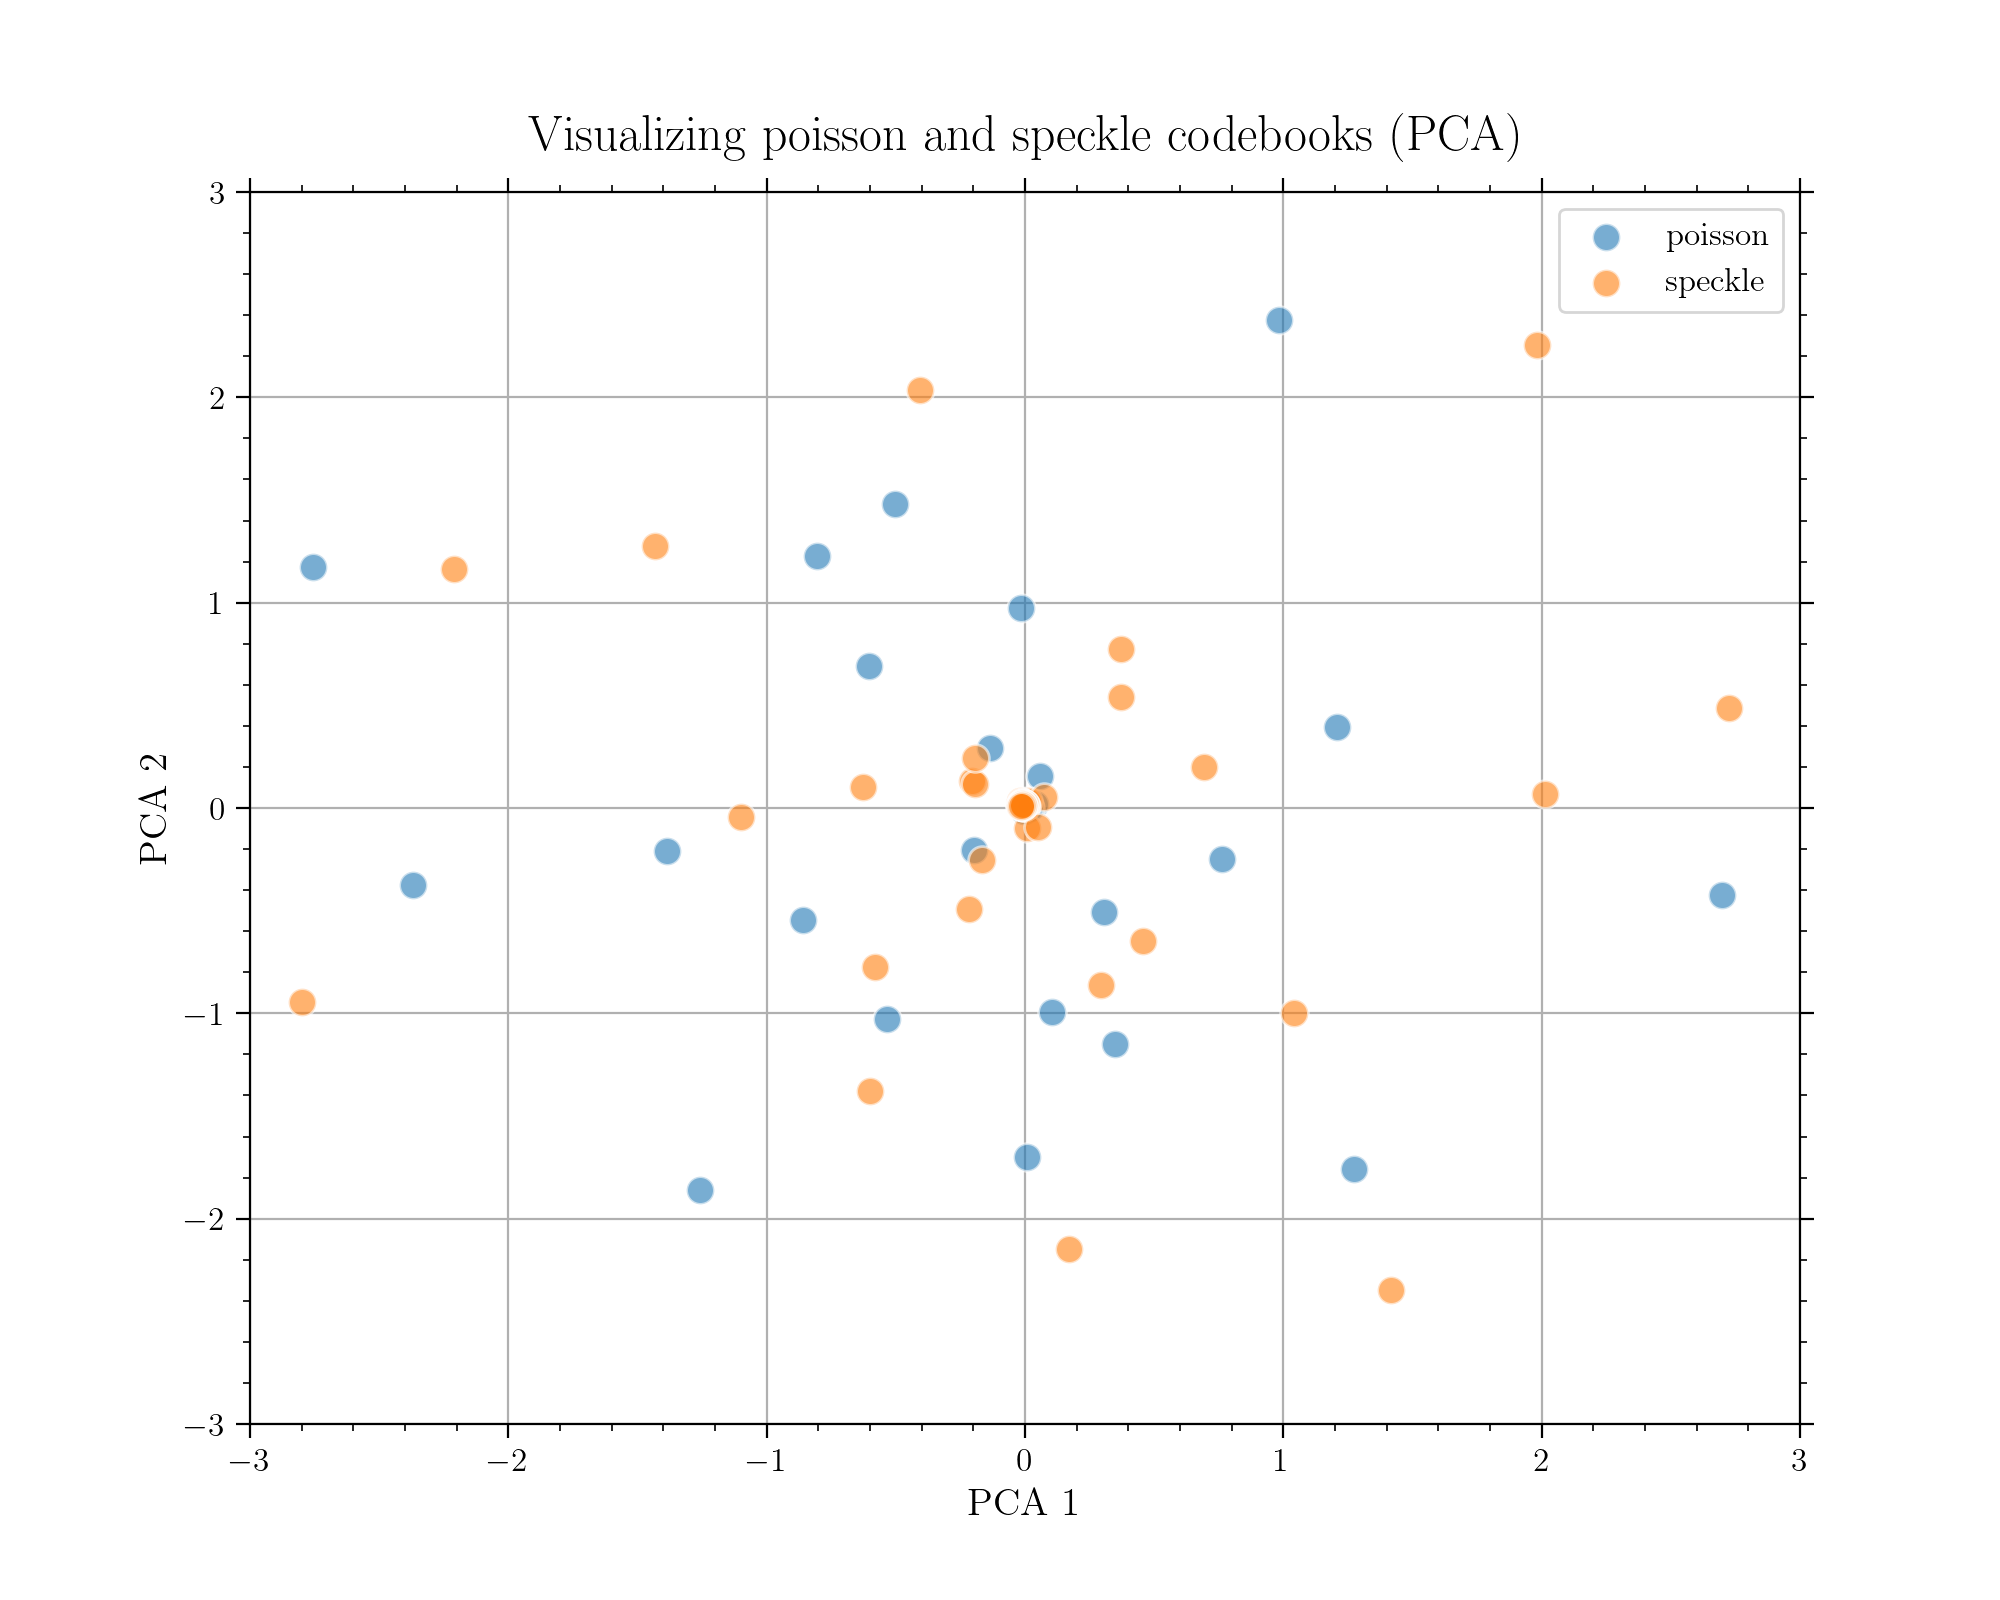 Visualizing poisson and speckle codebooks (PCA)
poisson
speckle
3
2
1
0
−1
−2
−3
PCA 2
−3
−2
−1
0
1
2
3
PCA 1